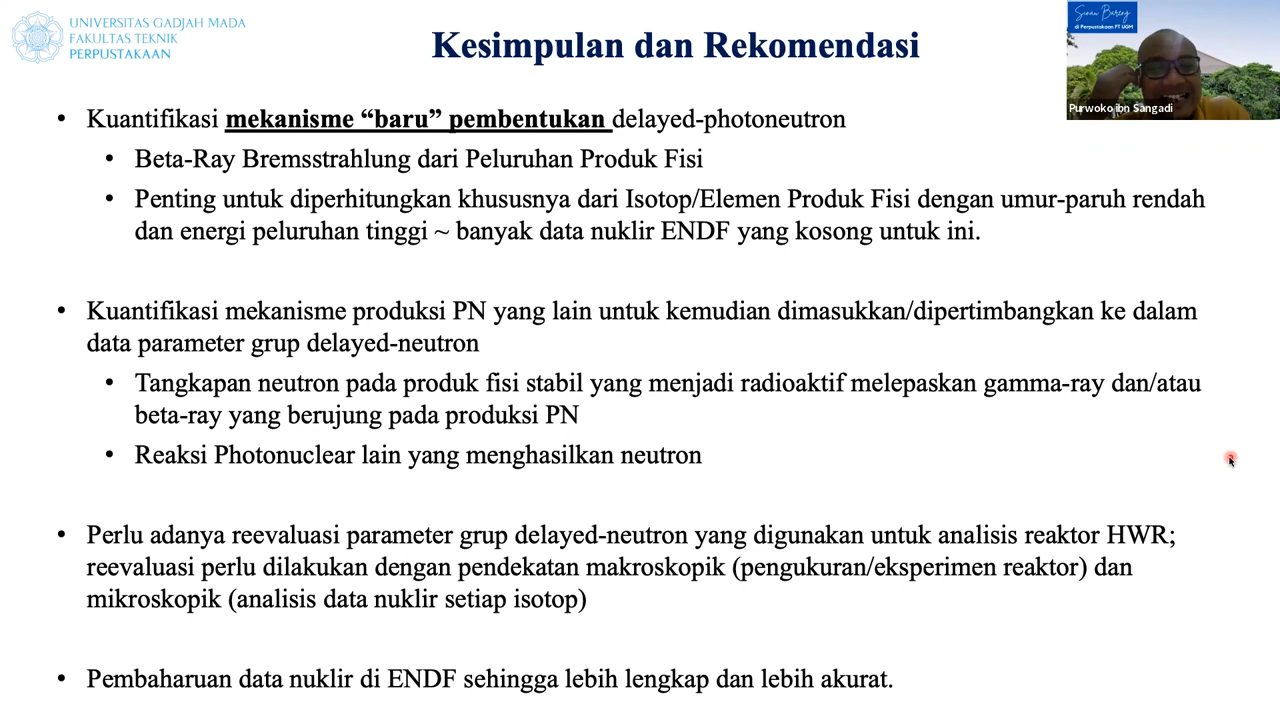 UNIVERSITAS GADJAH MADA
FAKULTAS TEKNIK
PERPUSTAKAAN
Kesimpulan dan Rekomendasi
Sinau Bareng
di Perpustakaan FT UGM
Purwoko ibn Sangadi
• Kuantifikasi mekanisme “baru” pembentukan delayed-photoneutron
• Beta-Ray Bremsstrahlung dari Peluruhan Produk Fisi
• Penting untuk diperhitungkan khususnya dari Isotop/Elemen Produk Fisi dengan umur-paruh rendah
dan energi peluruhan tinggi ~ banyak data nuklir ENDF yang kosong untuk ini.
• Kuantifikasi mekanisme produksi PN yang lain untuk kemudian dimasukkan/dipertimbangkan ke dalam
data parameter grup delayed-neutron
• Tangkapan neutron pada produk fisi stabil yang menjadi radioaktif melepaskan gamma-ray dan/atau
beta-ray yang berujung pada produksi PN
• Reaksi Photonuclear lain yang menghasilkan neutron
• Perlu adanya reevaluasi parameter grup delayed-neutron yang digunakan untuk analisis reaktor HWR;
reevaluasi perlu dilakukan dengan pendekatan makroskopik (pengukuran/eksperimen reaktor) dan
mikroskopik (analisis data nuklir setiap isotop)
• Pembaharuan data nuklir di ENDF sehingga lebih lengkap dan lebih akurat.